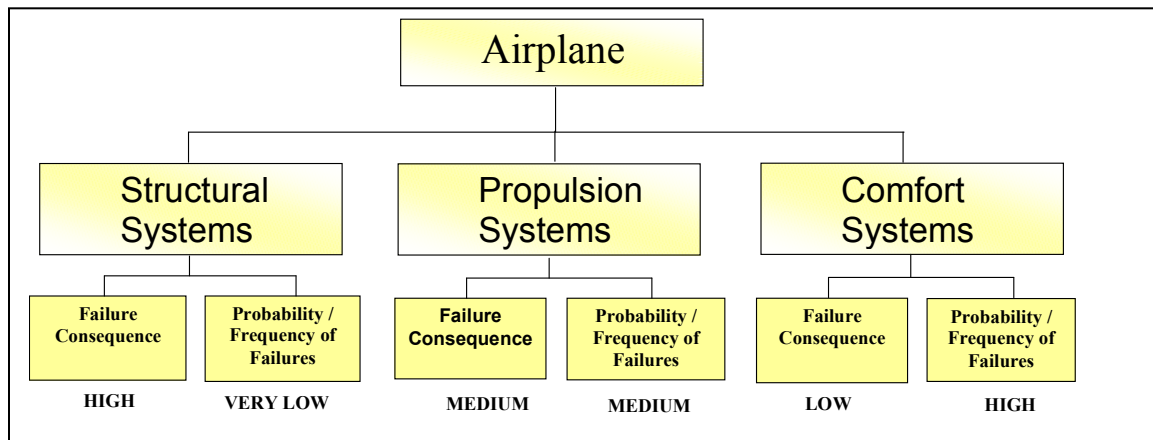 Airplane
Structural
Systems
Propulsion
Systems
Comfort
Systems
Failure
Consequence
Probability /
Frequency of
Failures
Failure
Consequence
Probability /
Frequency of
Failures
Failure
Consequence
Probability /
Frequency of
Failures
HIGH
VERY LOW
MEDIUM
MEDIUM
LOW
HIGH